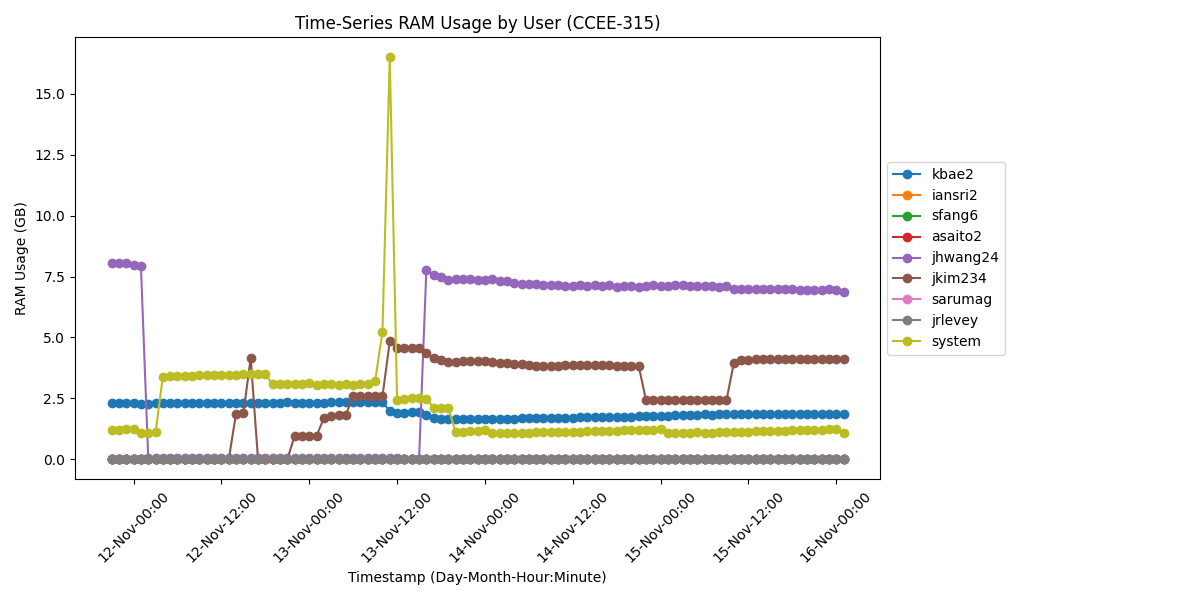 Time-Series RAM Usage by User (CCEE-315)
RAM Usage (GB)
15.0
12.5
10.0
7.5
5.0
2.5
0.0
12-Nov-00:00
12-Nov-12:00
13-Nov-00:00
13-Nov-12:00
14-Nov-00:00
14-Nov-12:00
15-Nov-00:00
15-Nov-12:00
16-Nov-00:00
Timestamp (Day-Month-Hour:Minute)
kbae2
iansri2
sfang6
asaito2
jhwang24
jkim234
sarumag
jrlevey
system